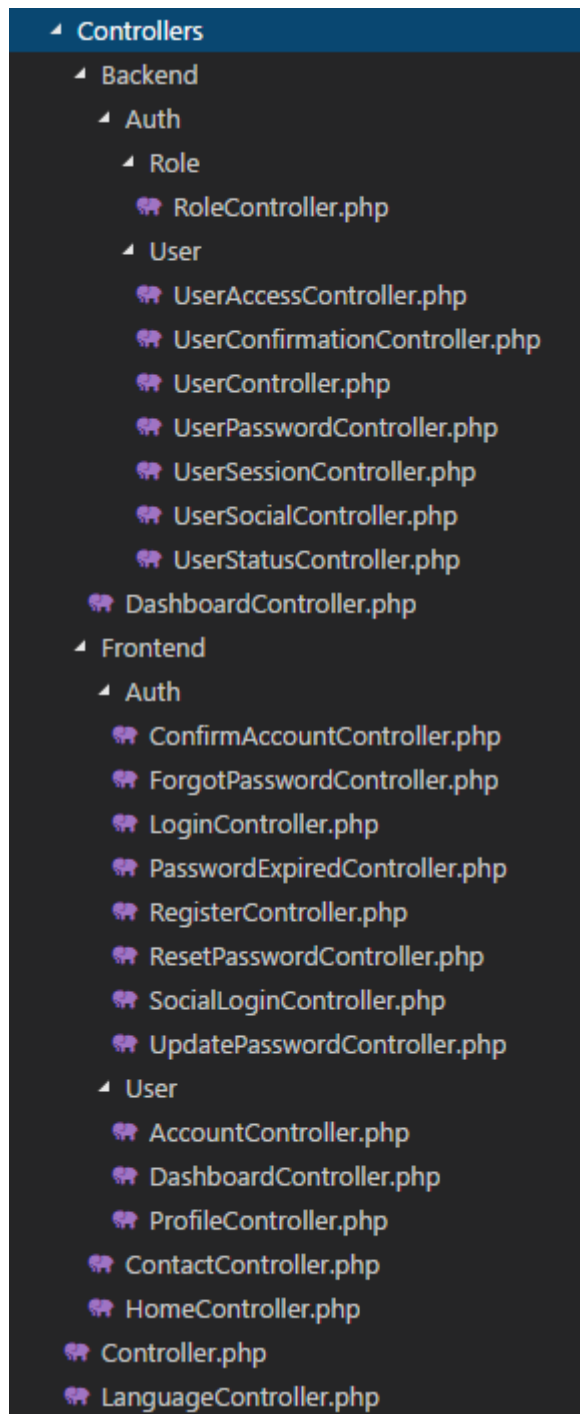 Controllers
Backend
Auth
Role
RoleController.php
User
UserAccessController.php
UserConfirmationController.php
UserController.php
UserPasswordController.php
UserSessionController.php
UserSocialController.php
UserStatusController.php
DashboardController.php
Frontend
Auth
ConfirmAccountController.php
ForgotPasswordController.php
LoginController.php
PasswordExpiredController.php
RegisterController.php
ResetPasswordController.php
SocialLoginController.php
UpdatePasswordController.php
User
AccountController.php
DashboardController.php
ProfileController.php
ContactController.php
HomeController.php
Controller.php
LanguageController.php